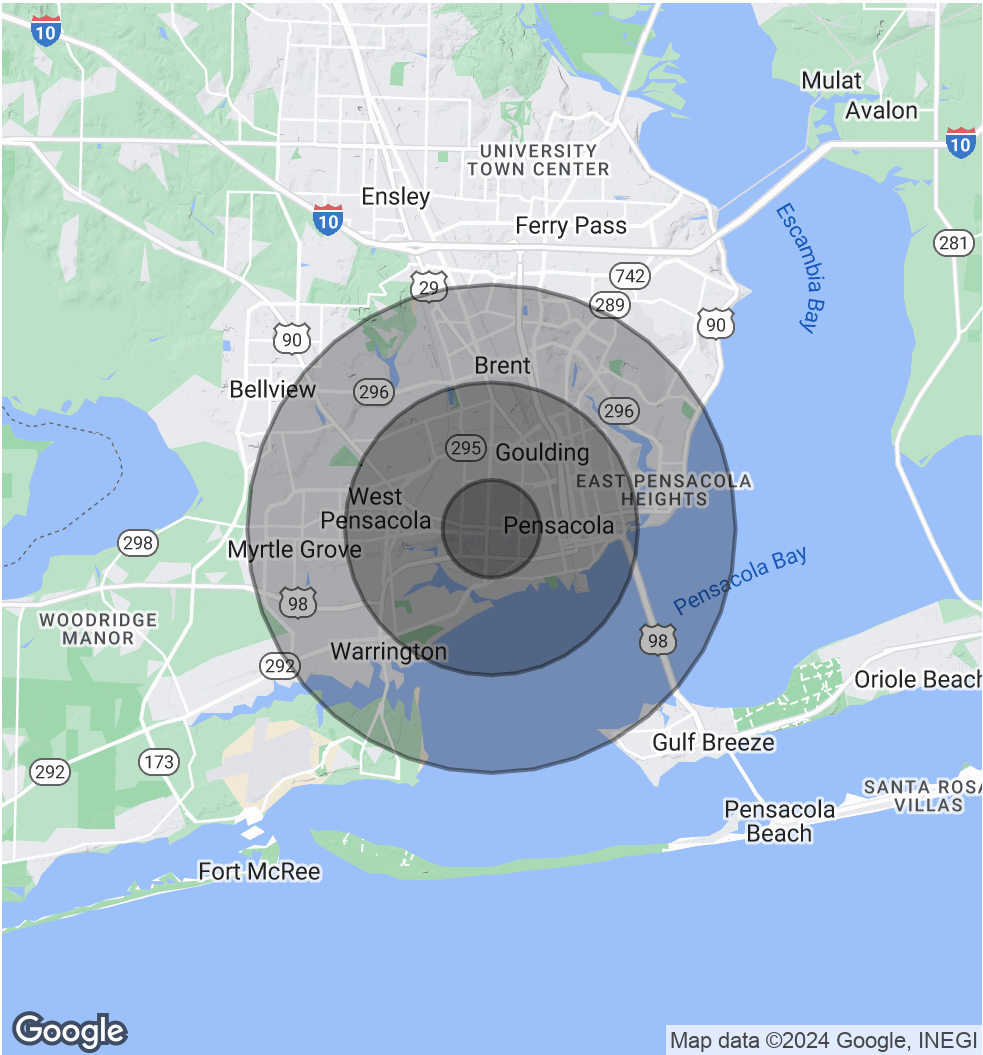 10
Mulat
Avalon
10
UNIVERSITY
TOWN CENTER
Ensley
10
Ferry Pass
Escambia Bay
281
742
29
289
90
90
Brent
Bellview
296
296
295
Goulding
EAST PENSACOLA
HEIGHTS
West
Pensacola
Pensacola
298
Myrtle Grove
Pensacola Bay
98
WOODRIDGE
MANOR
98
Warrington
292
Oriole Beach
Gulf Breeze
173
292
SANTA ROSA
VILLAS
Pensacola
Beach
Fort McRee
Google
Map data ©2024 Google, INEGI